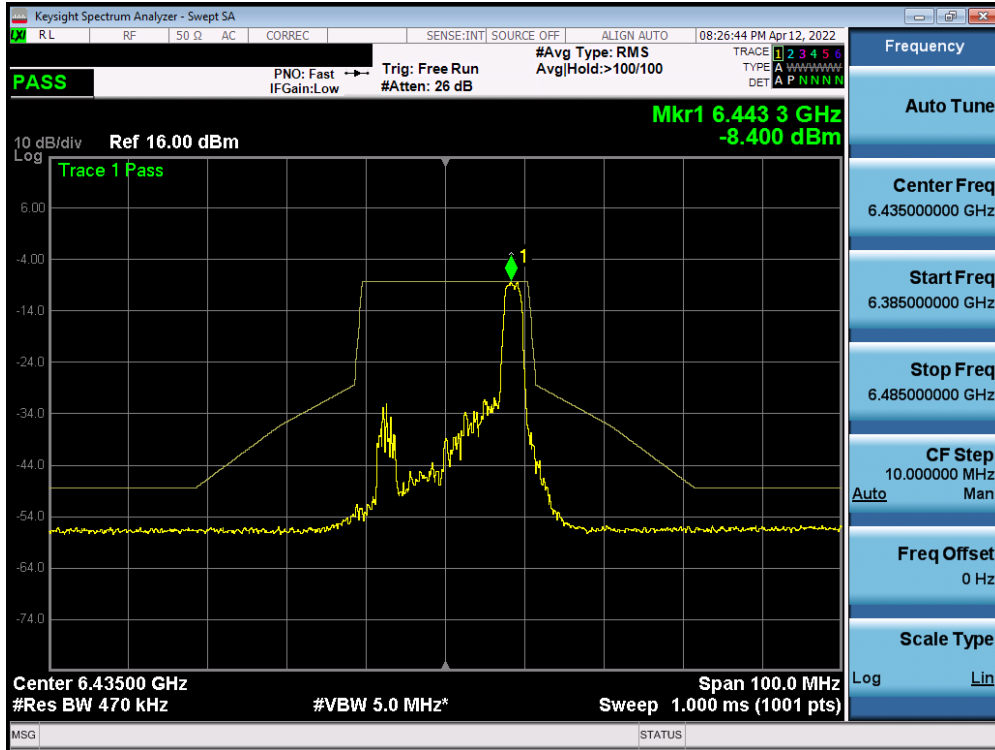 Keysight Spectrum Analyzer - Swept SA
LXI RL RF 50 Ω AC CORREC SENSE:INT SOURCE OFF ALIGN AUTO 08:26:44 PM Apr 12, 2022
PASS
PNO: Fast
IFGain:Low
Trig: Free Run
#Atten: 26 dB
#Avg Type: RMS
Avg|Hold:>100/100
TRACE 1 2 3 4 5 6
TYPE A WWWWW
DET A P N N N N
Mkr1 6.443 3 GHz
-8.400 dBm
10 dB/div Ref 16.00 dBm
Log
Trace 1 Pass
1
6.00
-4.00
-14.0
-24.0
-34.0
-44.0
-54.0
-64.0
-74.0
Center 6.43500 GHz Span 100.0 MHz
#Res BW 470 kHz #VBW 5.0 MHz* Sweep 1.000 ms (1001 pts)
MSG STATUS
Frequency
Auto Tune
Center Freq
6.435000000 GHz
Start Freq
6.385000000 GHz
Stop Freq
6.485000000 GHz
CF Step
10.000000 MHz
Auto Man
Freq Offset
0 Hz
Scale Type
Log Lin